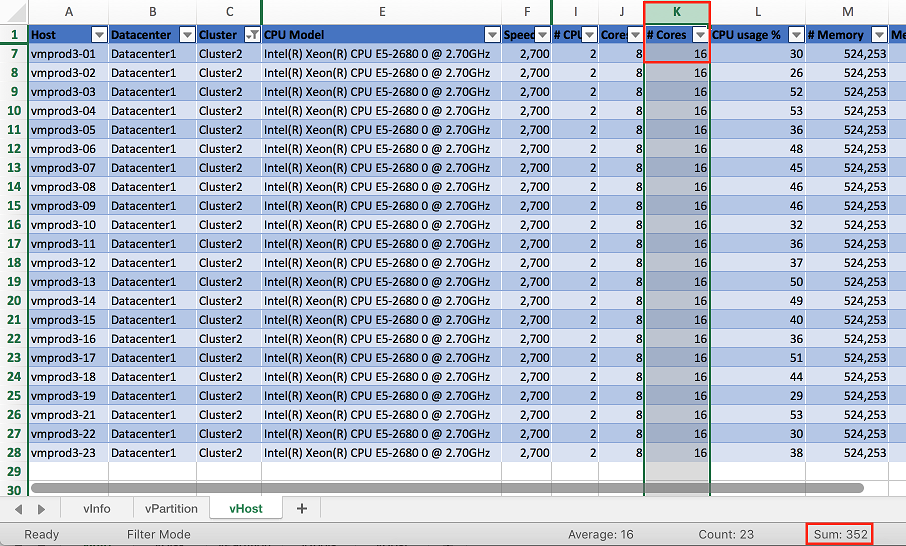 A B C E F I J K L M
1 Host Datacenter Cluster CPU Model Speed # CPU Cores # Cores CPU usage % # Memory Me
7 vmprod3-01 Datacenter1 Cluster2 Intel(R) Xeon(R) CPU E5-2680 0 @ 2.70GHz 2,700 2 8 16 30 524,253
8 vmprod3-02 Datacenter1 Cluster2 Intel(R) Xeon(R) CPU E5-2680 0 @ 2.70GHz 2,700 2 8 16 26 524,253
9 vmprod3-03 Datacenter1 Cluster2 Intel(R) Xeon(R) CPU E5-2680 0 @ 2.70GHz 2,700 2 8 16 52 524,253
10 vmprod3-04 Datacenter1 Cluster2 Intel(R) Xeon(R) CPU E5-2680 0 @ 2.70GHz 2,700 2 8 16 53 524,253
11 vmprod3-05 Datacenter1 Cluster2 Intel(R) Xeon(R) CPU E5-2680 0 @ 2.70GHz 2,700 2 8 16 36 524,253
12 vmprod3-06 Datacenter1 Cluster2 Intel(R) Xeon(R) CPU E5-2680 0 @ 2.70GHz 2,700 2 8 16 48 524,253
13 vmprod3-07 Datacenter1 Cluster2 Intel(R) Xeon(R) CPU E5-2680 0 @ 2.70GHz 2,700 2 8 16 45 524,253
14 vmprod3-08 Datacenter1 Cluster2 Intel(R) Xeon(R) CPU E5-2680 0 @ 2.70GHz 2,700 2 8 16 46 524,253
15 vmprod3-09 Datacenter1 Cluster2 Intel(R) Xeon(R) CPU E5-2680 0 @ 2.70GHz 2,700 2 8 16 46 524,253
16 vmprod3-10 Datacenter1 Cluster2 Intel(R) Xeon(R) CPU E5-2680 0 @ 2.70GHz 2,700 2 8 16 32 524,253
17 vmprod3-11 Datacenter1 Cluster2 Intel(R) Xeon(R) CPU E5-2680 0 @ 2.70GHz 2,700 2 8 16 36 524,253
18 vmprod3-12 Datacenter1 Cluster2 Intel(R) Xeon(R) CPU E5-2680 0 @ 2.70GHz 2,700 2 8 16 37 524,253
19 vmprod3-13 Datacenter1 Cluster2 Intel(R) Xeon(R) CPU E5-2680 0 @ 2.70GHz 2,700 2 8 16 50 524,253
20 vmprod3-14 Datacenter1 Cluster2 Intel(R) Xeon(R) CPU E5-2680 0 @ 2.70GHz 2,700 2 8 16 49 524,253
21 vmprod3-15 Datacenter1 Cluster2 Intel(R) Xeon(R) CPU E5-2680 0 @ 2.70GHz 2,700 2 8 16 40 524,253
22 vmprod3-16 Datacenter1 Cluster2 Intel(R) Xeon(R) CPU E5-2680 0 @ 2.70GHz 2,700 2 8 16 36 524,253
23 vmprod3-17 Datacenter1 Cluster2 Intel(R) Xeon(R) CPU E5-2680 0 @ 2.70GHz 2,700 2 8 16 51 524,253
24 vmprod3-18 Datacenter1 Cluster2 Intel(R) Xeon(R) CPU E5-2680 0 @ 2.70GHz 2,700 2 8 16 44 524,253
25 vmprod3-19 Datacenter1 Cluster2 Intel(R) Xeon(R) CPU E5-2680 0 @ 2.70GHz 2,700 2 8 16 29 524,253
26 vmprod3-21 Datacenter1 Cluster2 Intel(R) Xeon(R) CPU E5-2680 0 @ 2.70GHz 2,700 2 8 16 53 524,253
27 vmprod3-22 Datacenter1 Cluster2 Intel(R) Xeon(R) CPU E5-2680 0 @ 2.70GHz 2,700 2 8 16 30 524,253
28 vmprod3-23 Datacenter1 Cluster2 Intel(R) Xeon(R) CPU E5-2680 0 @ 2.70GHz 2,700 2 8 16 38 524,253
29
30
vInfo vPartition vHost +
Ready Filter Mode Average: 16 Count: 23 Sum: 352